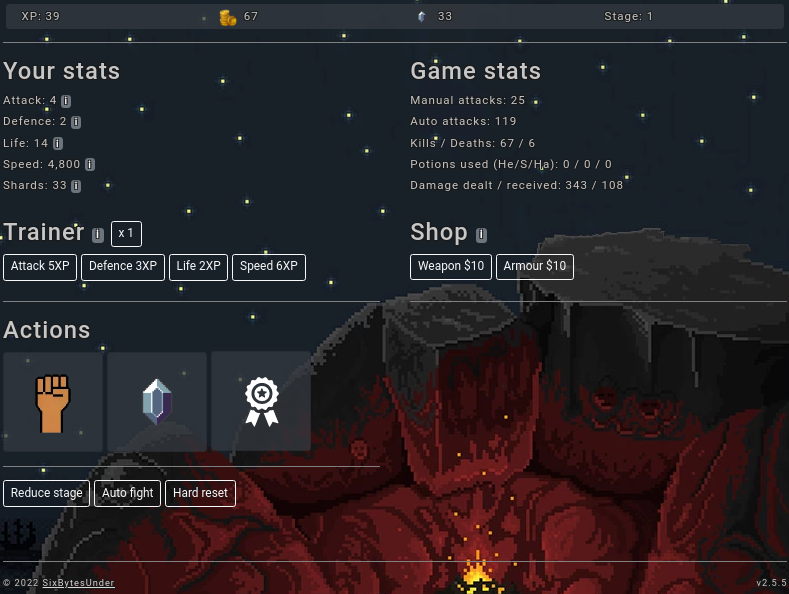 XP: 39 67 33 Stage: 1
Your stats
Attack: 4 i
Defence: 2 i
Life: 14 i
Speed: 4,800 i
Shards: 33 i
Game stats
Manual attacks: 25
Auto attacks: 119
Kills / Deaths: 67 / 6
Potions used (He/S/Ha): 0 / 0 / 0
Damage dealt / received: 343 / 108
Trainer i x 1
Attack 5XP Defence 3XP Life 2XP Speed 6XP
Shop i
Weapon $10 Armour $10
Actions
Reduce stage Auto fight Hard reset
© 2022 SixBytesUnder v2.5.5